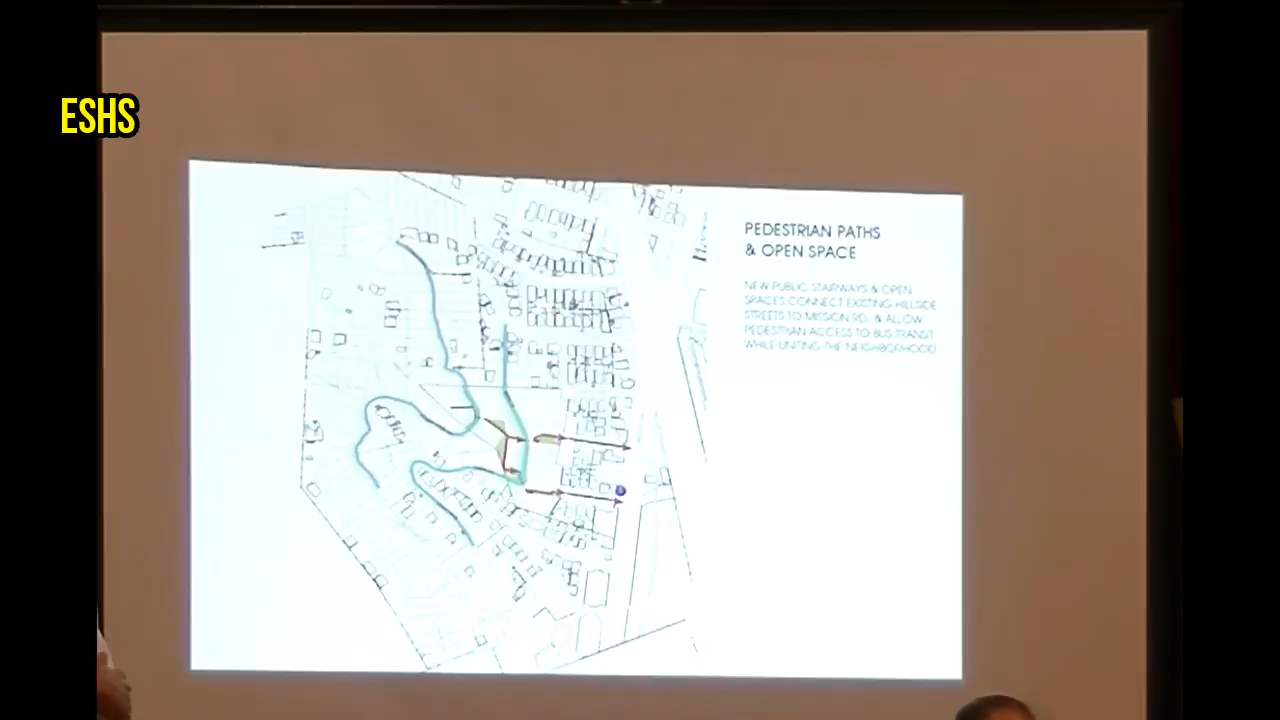 ESHS
PEDESTRIAN PATHS
& OPEN SPACE
NEW PUBLIC STAIRWAYS & OPEN
SPACES CONNECT EXISTING HILLSIDE
STREETS TO MISSION RD. & ALLOW
PEDESTRIAN ACCESS TO BUS TRANSIT
WHILE UNITING THE NEIGHBORHOOD